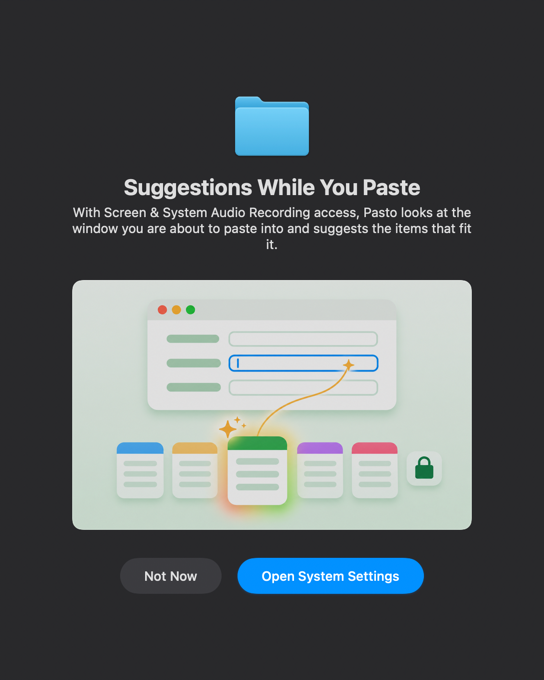 Suggestions While You Paste
With Screen & System Audio Recording access, Pasto looks at the
window you are about to paste into and suggests the items that fit
it.
Not Now
Open System Settings